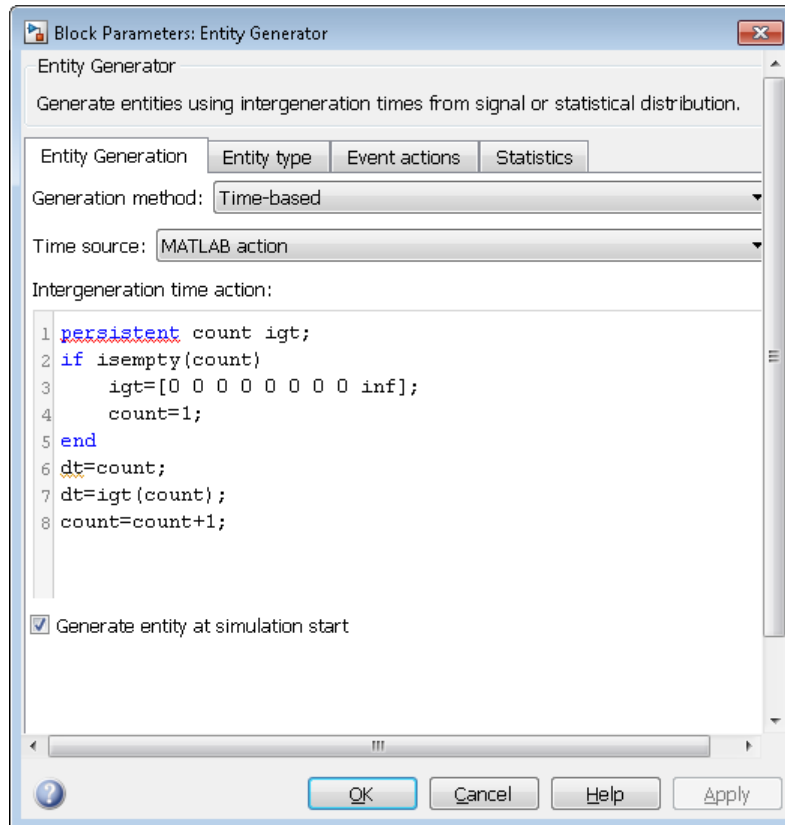 Block Parameters: Entity Generator
Entity Generator
Generate entities using intergeneration times from signal or statistical distribution.
Entity Generation Entity type Event actions Statistics
Generation method: Time-based
Time source: MATLAB action
Intergeneration time action:
1 persistent count igt;
2 if isempty(count)
3 igt=[0 0 0 0 0 0 0 0 inf];
4 count=1;
5 end
6 dt=count;
7 dt=igt(count);
8 count=count+1;
Generate entity at simulation start
OK Cancel Help Apply